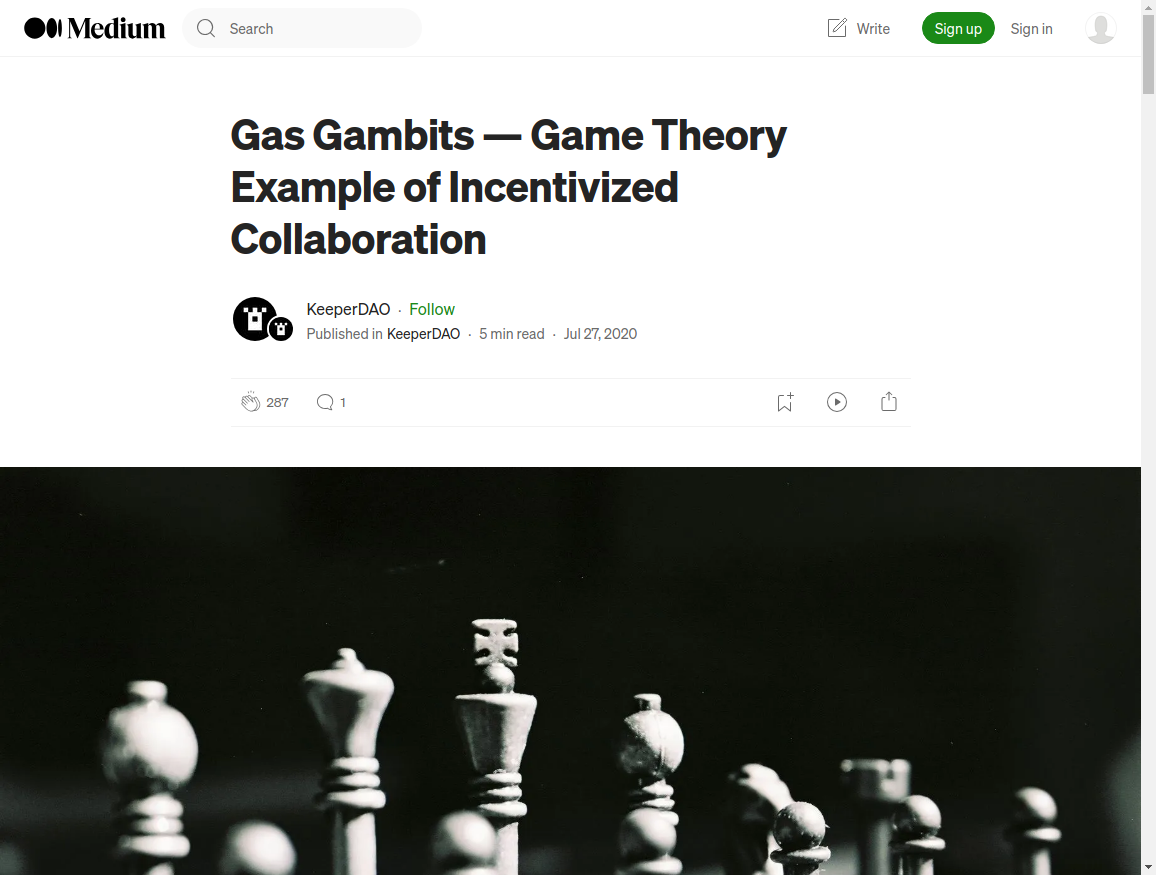 Medium
Search
Write
Sign up
Sign in
Gas Gambits — Game Theory
Example of Incentivized
Collaboration
KeeperDAO · Follow
Published in KeeperDAO · 5 min read · Jul 27, 2020
287
1